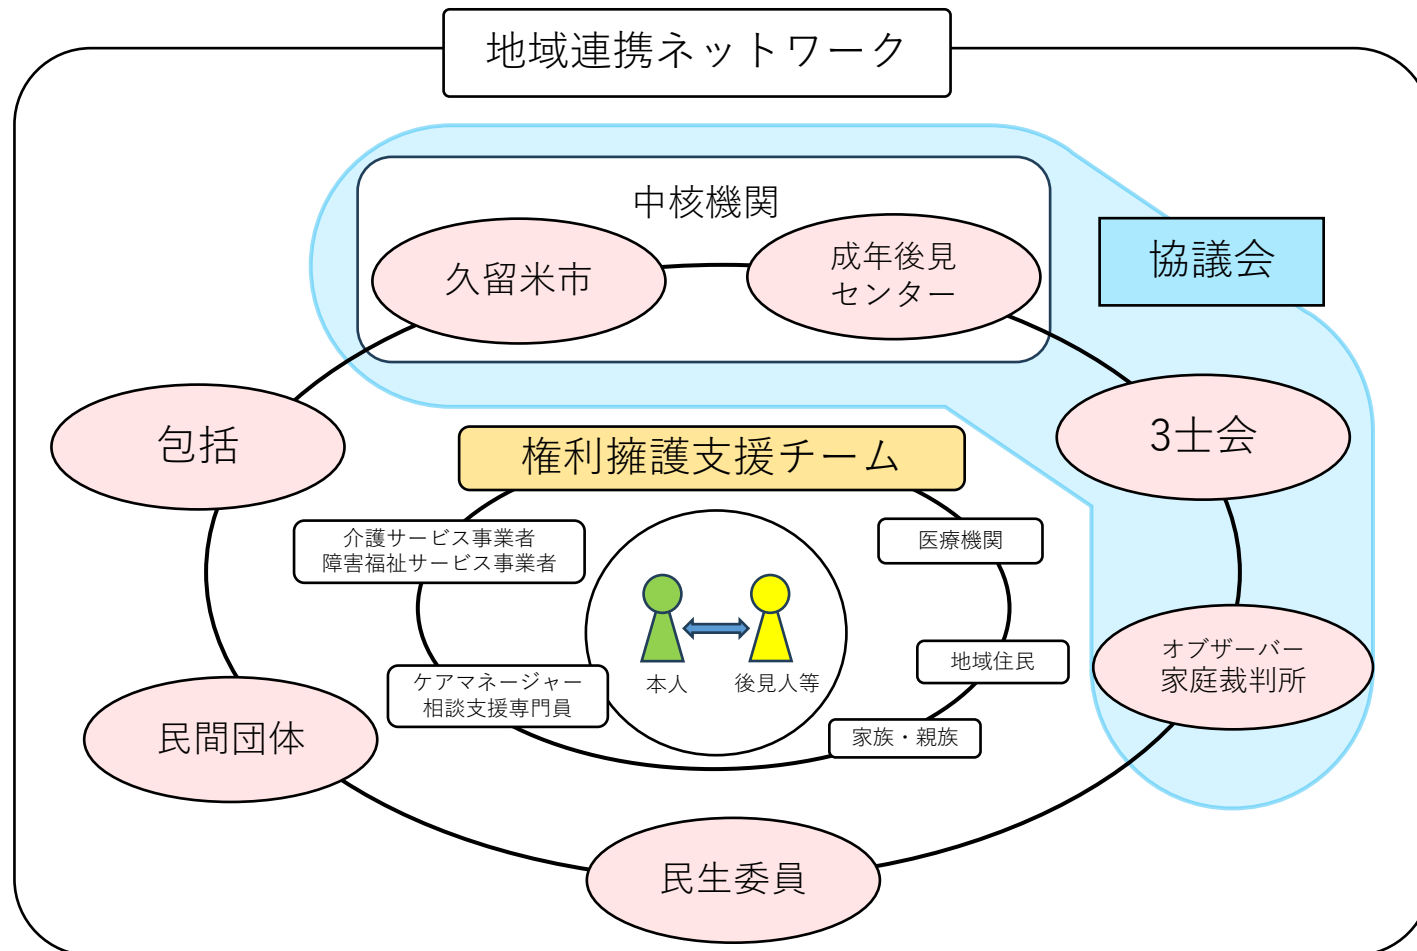 地域連携ネットワーク
中核機関
久留米市
成年後見
センター
協議会
包括
3士会
権利擁護支援チーム
介護サービス事業者
障害福祉サービス事業者
医療機関
本人
後見人等
地域住民
オブザーバー
家庭裁判所
ケアマネージャー
相談支援専門員
家族・親族
民間団体
民生委員